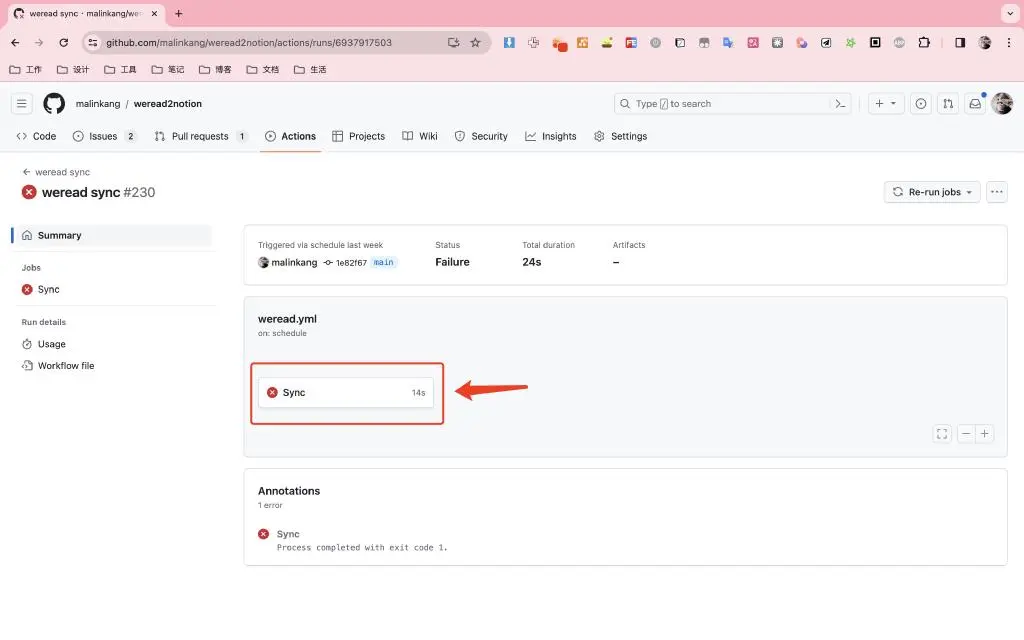 weread sync · malinkang/wer
github.com/malinkang/weread2notion/actions/runs/6937917503
工作 设计 工具 笔记 博客 文档 生活
malinkang / weread2notion
Type / to search
Code Issues 2 Pull requests 1 Actions Projects Wiki Security Insights Settings
weread sync
weread sync #230
Re-run jobs
Summary
Jobs
Sync
Run details
Usage
Workflow file
Triggered via schedule last week
malinkang 1e82f67 main
Status
Failure
Total duration
24s
Artifacts
–
weread.yml
on: schedule
Sync 14s
Annotations
1 error
Sync
Process completed with exit code 1.